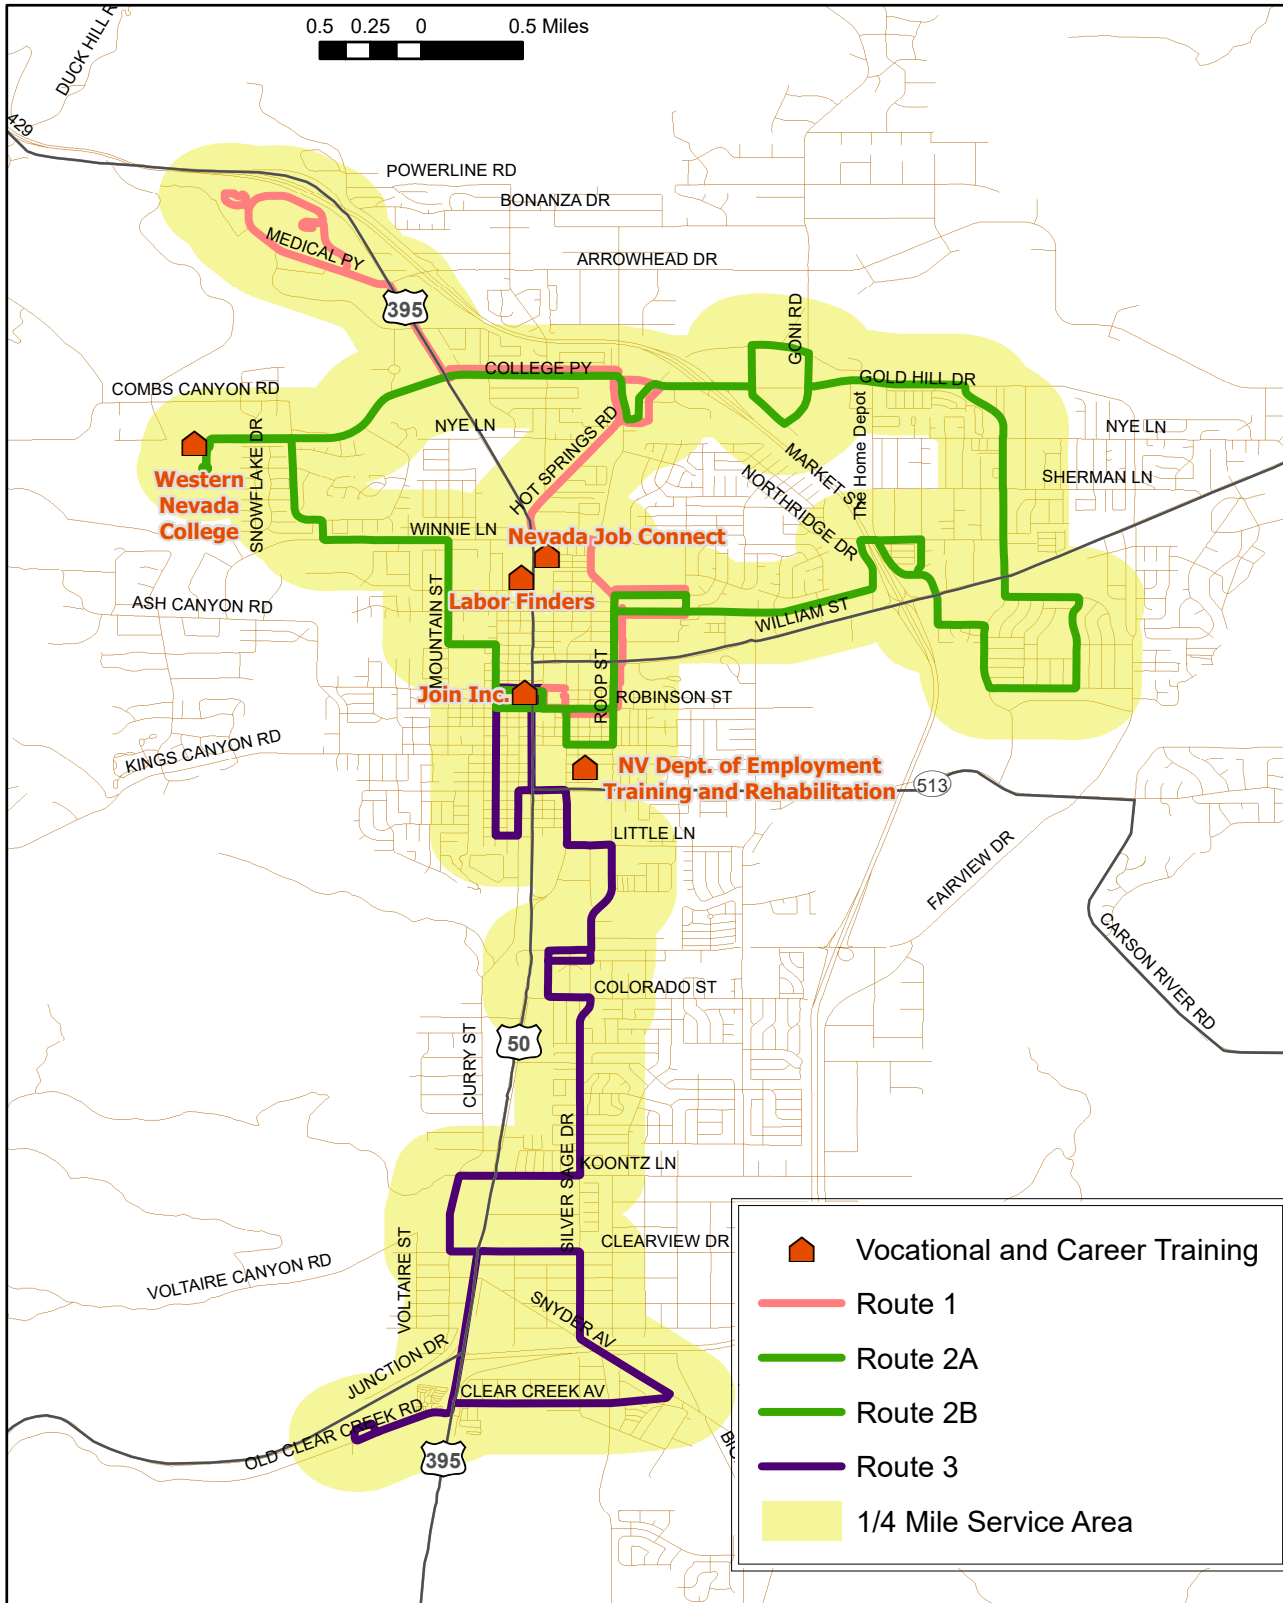 0.5 0.25 0 0.5 Miles
DUCK HILL R
429
POWERLINE RD
BONANZA DR
MEDICAL PY
ARROWHEAD DR
395
GONI RD
COLLEGE PY
GOLD HILL DR
COMBS CANYON RD
The Home Depot
NYE LN
HOT SPRINGS RD
NYE LN
SNOWFLAKE DR
MARKET ST
SHERMAN LN
NORTHRIDGE DR
Western
Nevada
College
WINNIE LN
Nevada Job Connect
Labor Finders
ASH CANYON RD
MOUNTAIN ST
WILLIAM ST
Join Inc.
ROOP ST
ROBINSON ST
KINGS CANYON RD
NV Dept. of Employment
Training and Rehabilitation
513
LITTLE LN
FAIRVIEW DR
CARSON RIVER RD
COLORADO ST
50
CURRY ST
SILVER SAGE DR
KOONTZ LN
CLEARVIEW DR
VOLTAIRE ST
VOLTAIRE CANYON RD
SNYDER AV
JUNCTION DR
CLEAR CREEK AV
OLD CLEAR CREEK RD
395
Vocational and Career Training
Route 1
Route 2A
Route 2B
Route 3
1/4 Mile Service Area